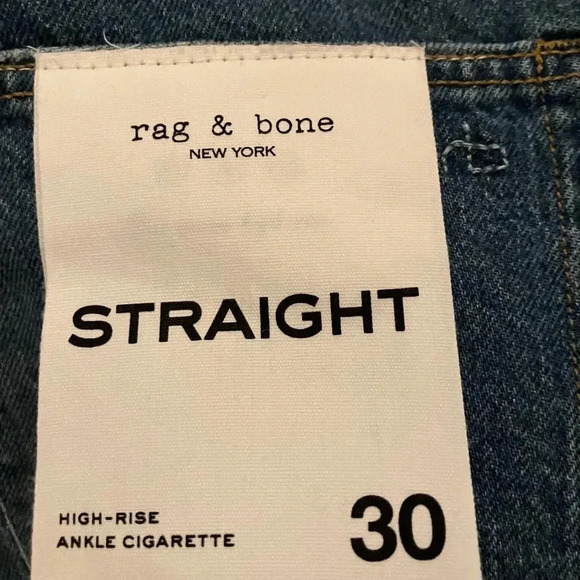 rag & bone
NEW YORK
STRAIGHT
HIGH-RISE
ANKLE CIGARETTE
30